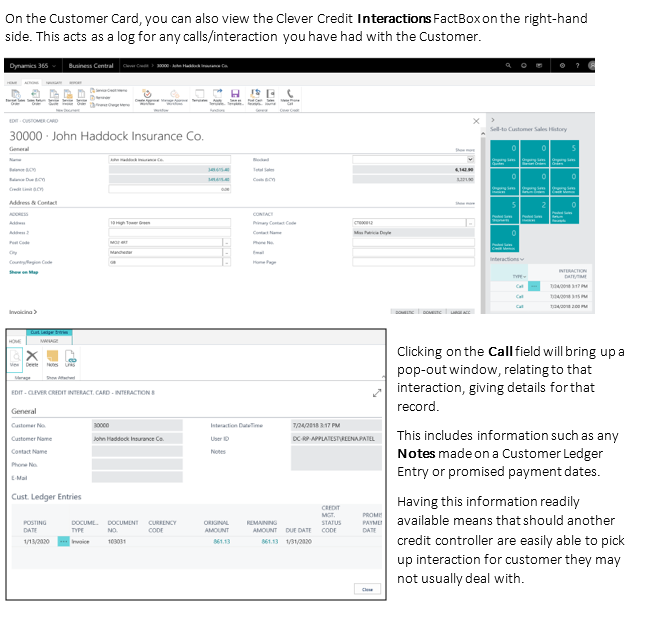 On the Customer Card, you can also view the Clever Credit Interactions FactBox on the right-hand
side. This acts as a log for any calls/interaction you have had with the Customer.
Dynamics 365 Business Central Clever Credit 30000 · John Haddock Insurance Co.
HOME ACTIONS NAVIGATE REPORT
EDIT - CUSTOMER CARD
30000 · John Haddock Insurance Co.
General
Show more
Name John Haddock Insurance Co. Blocked
Balance (LCY) 349,615.40 Total Sales 6,142.90
Balance Due (LCY) 349,615.40 Costs (LCY)
Credit Limit (LCY) 0.00
Address & Contact
Show more
ADDRESS CONTACT
Address 10 High Tower Green Primary Contact Code CT000012
Address 2 Contact Name Miss Patricia Doyle
Post Code Phone No.
City Manchester Email
Country/Region Code GB Home Page
Show on Map
Invoicing DOMESTIC DOMESTIC LARGE ACC
Sell-to Customer Sales History
0 0 5
Ongoing Sales Quotes Ongoing Sales Blanket Orders Ongoing Sales Orders
0 0 0
Ongoing Sales Invoices Ongoing Sales Return Orders Ongoing Sales Credit Memos
5 2 0
Posted Sales Shipments Posted Sales Invoices Posted Sales Return Receipts
0
Posted Sales Credit Memos
Interactions
TYPE INTERACTION DATE/TIME
Call 7/24/2018 3:17 PM
Call 7/24/2018 3:15 PM
Call 7/24/2018 2:00 PM
Cust. Ledger Entries
HOME NAVIGATE
View Delete Notes Links
Manage Show Attached
EDIT - CLEVER CREDIT INTERACT. CARD - INTERACTION 8
General
Customer No. 30000 Interaction DateTime 7/24/2018 3:17 PM
Customer Name John Haddock Insurance Co. User ID DC-RP-APPLATEST\REENA.PATEL
Contact Name Notes
Phone No.
E-Mail
Cust. Ledger Entries
POSTING DATE DOCUME... TYPE DOCUMENT NO. CURRENCY CODE ORIGINAL AMOUNT REMAINING AMOUNT DUE DATE CREDIT MGT. STATUS CODE PROMIS PAYMEN DATE
1/13/2020 Invoice 103031 861.13 861.13 1/31/2020
Close
Clicking on the Call field will bring up a
pop-out window, relating to that
interaction, giving details for that
record.
This includes information such as any
Notes made on a Customer Ledger
Entry or promised payment dates.
Having this information readily
available means that should another
credit controller are easily able to pick
up interaction for customer they may
not usually deal with.